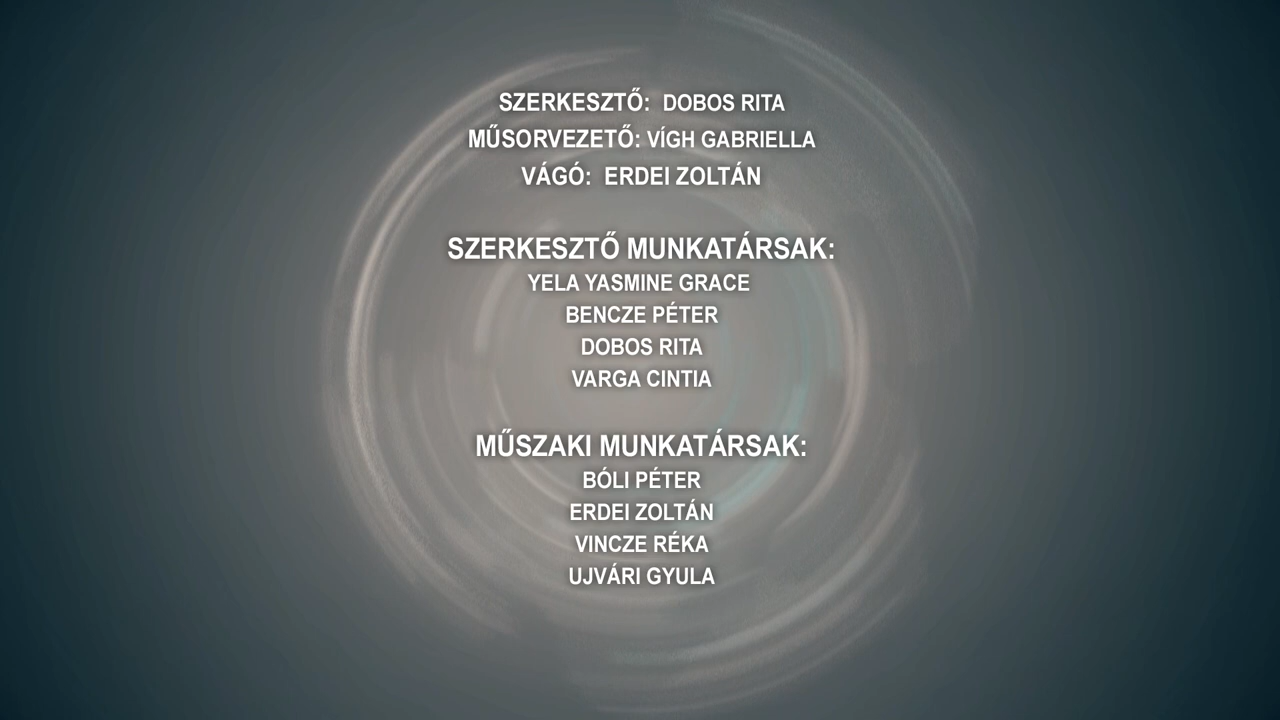 SZERKESZTŐ: DOBOS RITA
MŰSORVEZETŐ: VÍGH GABRIELLA
VÁGÓ: ERDEI ZOLTÁN
SZERKESZTŐ MUNKATÁRSAK:
YELA YASMINE GRACE
BENCZE PÉTER
DOBOS RITA
VARGA CINTIA
MŰSZAKI MUNKATÁRSAK:
BÓLI PÉTER
ERDEI ZOLTÁN
VINCZE RÉKA
UJVÁRI GYULA